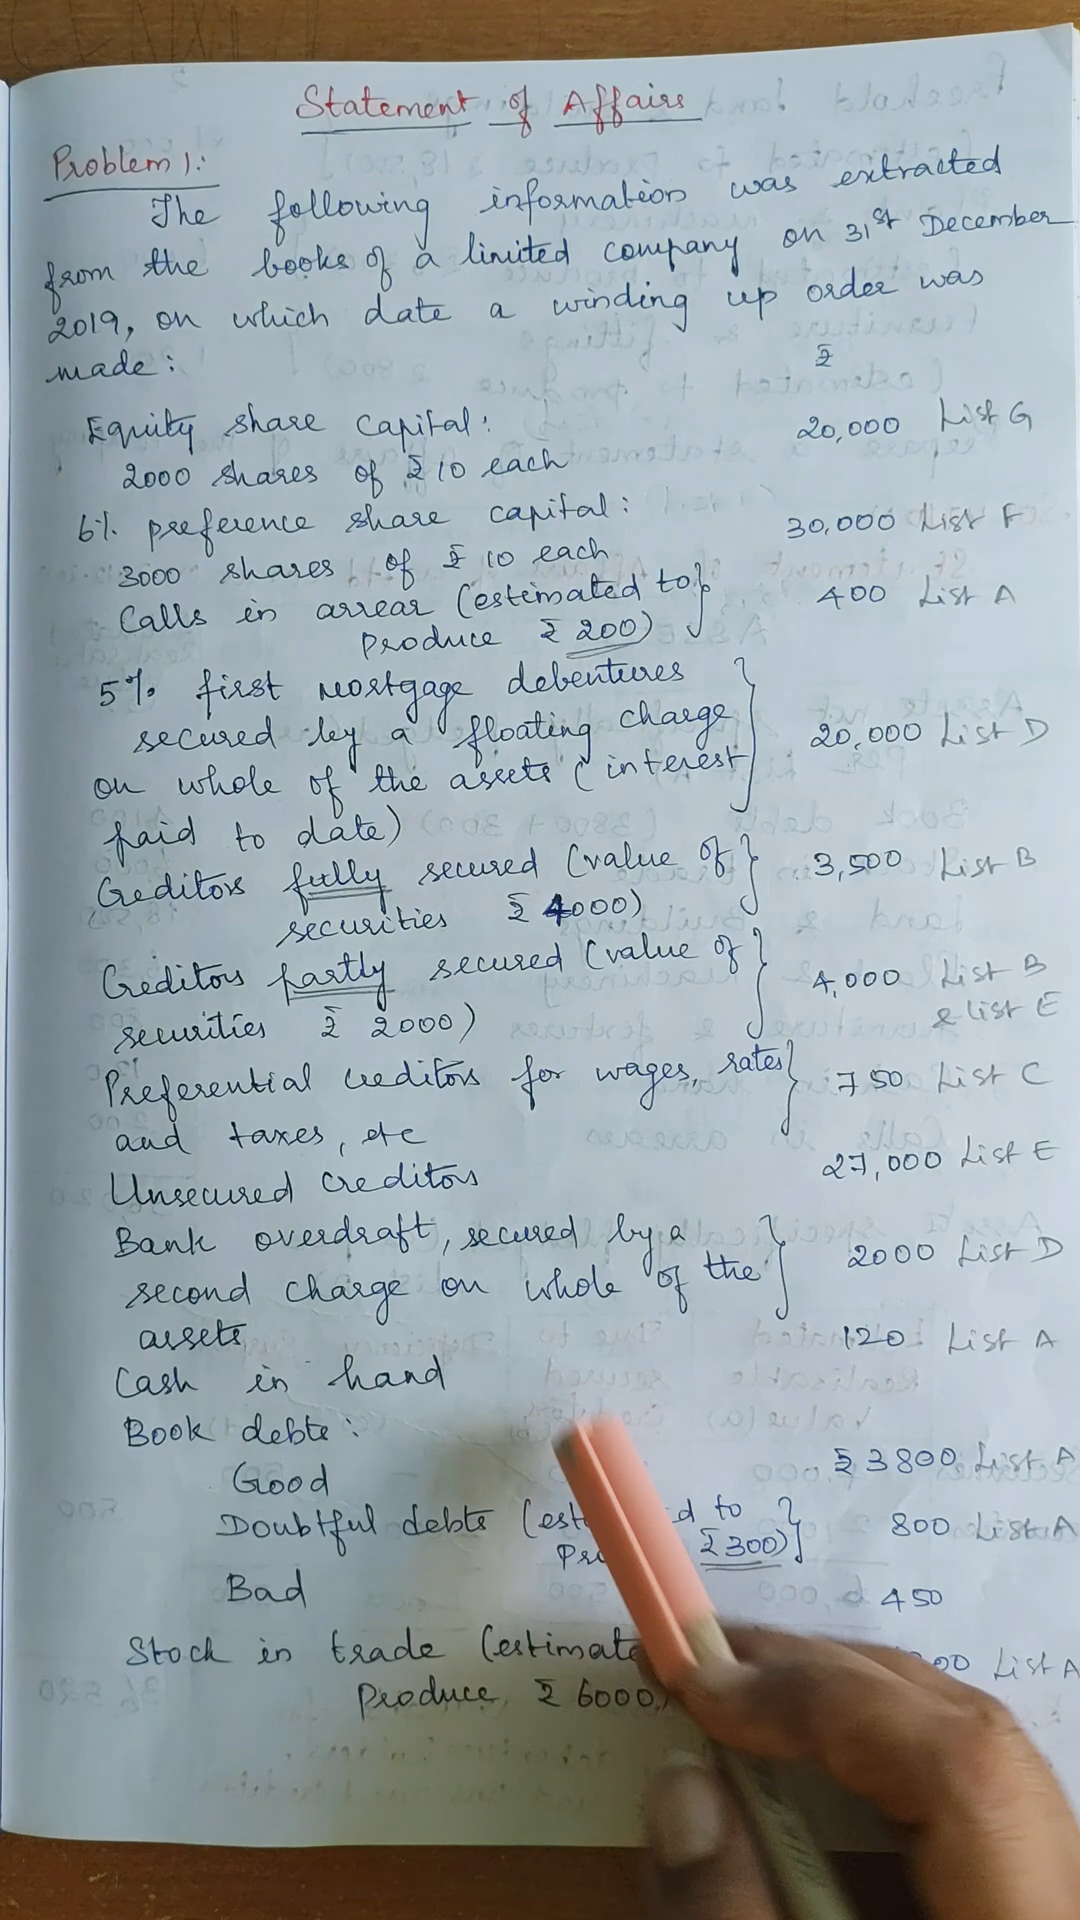 Statement of Affairs
Problem 1:
The following information was extracted
from the books of a limited company on 31st December
2019, on which date a winding up order was
made:
₹
Equity share capital:
20,000 List G
2000 shares of ₹ 10 each
6% preference share capital:
30,000 List F
3000 shares of ₹ 10 each
Calls in arrear (estimated to } 400 List A
Produce ₹ 200)
5% first mortgage debentures
secured by a floating charge
20,000 List D
on whole of the assets (interest
paid to date)
Creditors fully secured (value of } 3,500 List B
securities ₹ 4000)
Creditors partly secured (value of } 4,000 List B
& List E
securities ₹ 2000)
Preferential creditors for wages, rates } 750 List C
and taxes, etc
Unsecured creditors 27,000 List E
Bank overdraft, secured by a
second charge on whole of the } 2000 List D
assets
Cash in hand 120 List A
Book debts:
Good ₹ 3800 List A
Doubtful debts to } 800 List A
₹ 300)
Bad 450
Stock in trade List A
Produce ₹ 6000